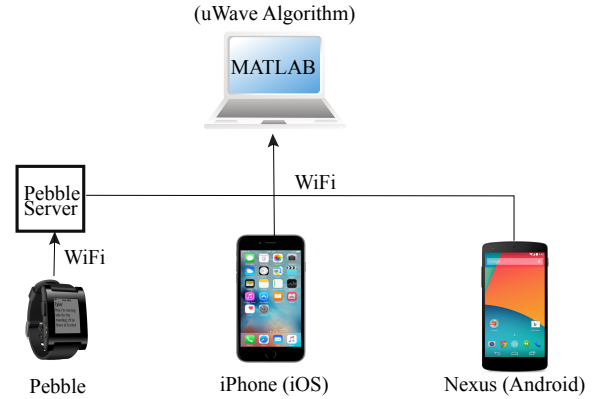 (uWave Algorithm)
MATLAB
WiFi
Pebble
Server
WiFi
Pebble
iPhone (iOS)
Nexus (Android)